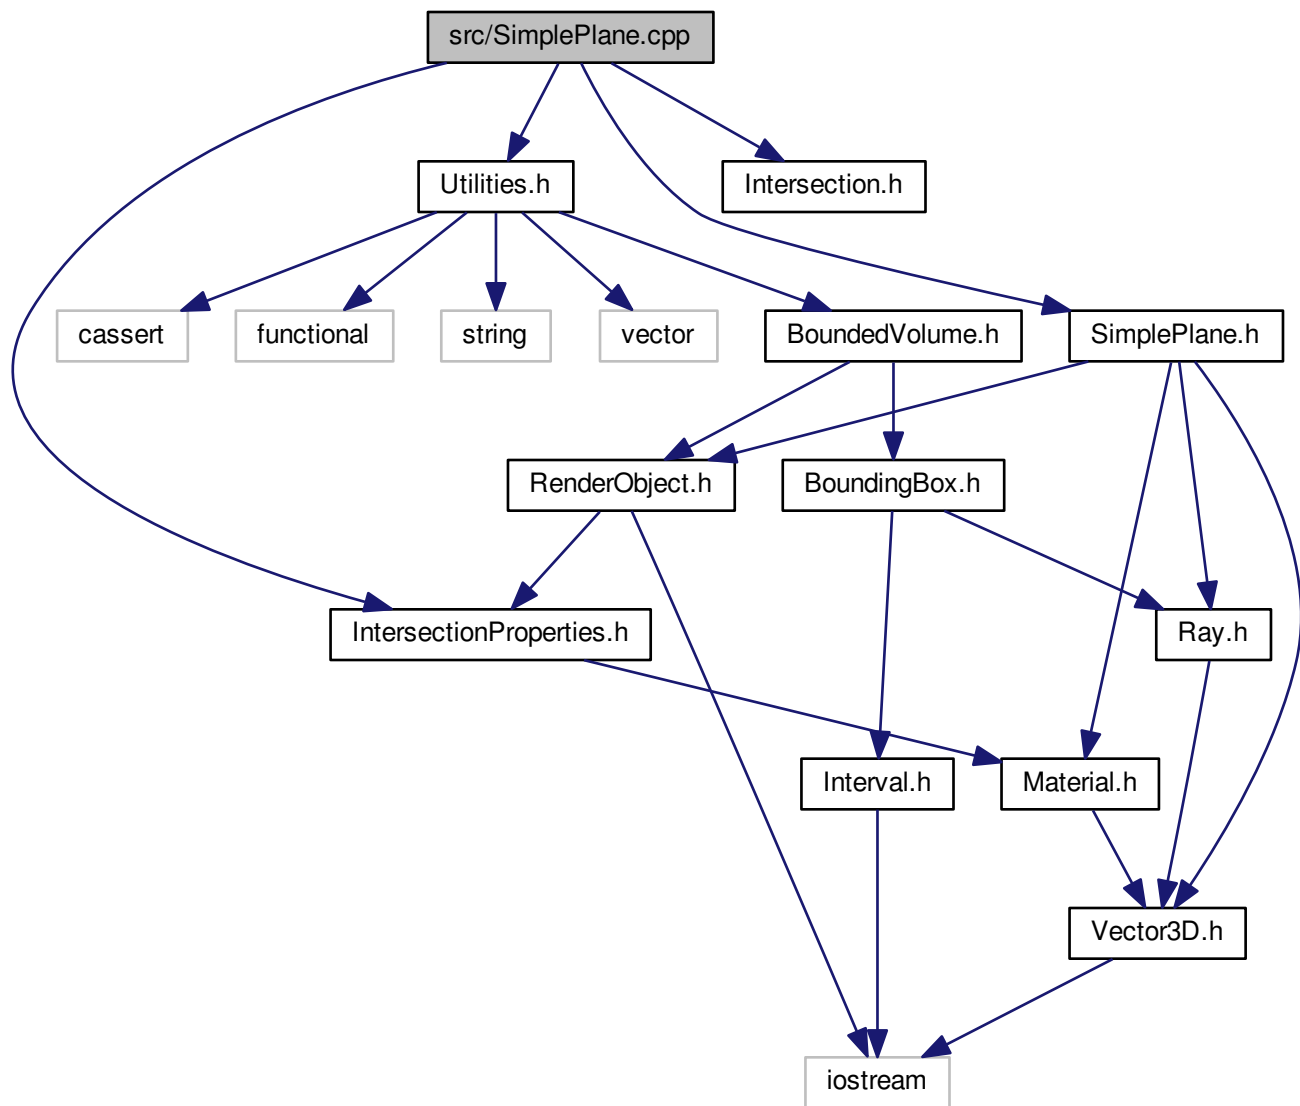 src/SimplePlane.cpp
Utilities.h
Intersection.h
cassert
functional
string
vector
BoundedVolume.h
SimplePlane.h
RenderObject.h
BoundingBox.h
IntersectionProperties.h
Ray.h
Interval.h
Material.h
Vector3D.h
iostream